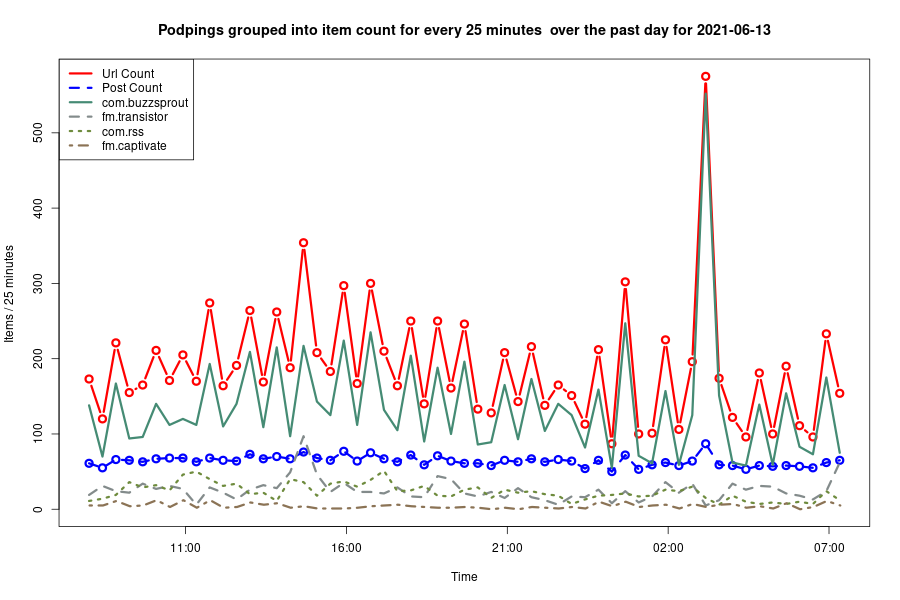 Podpings grouped into item count for every 25 minutes  over the past day for 2021-06-13
Url Count
Post Count
com.buzzsprout
fm.transistor
com.rss
fm.captivate
Items / 25 minutes
500
400
300
200
100
0
11:00 16:00 21:00 02:00 07:00
Time